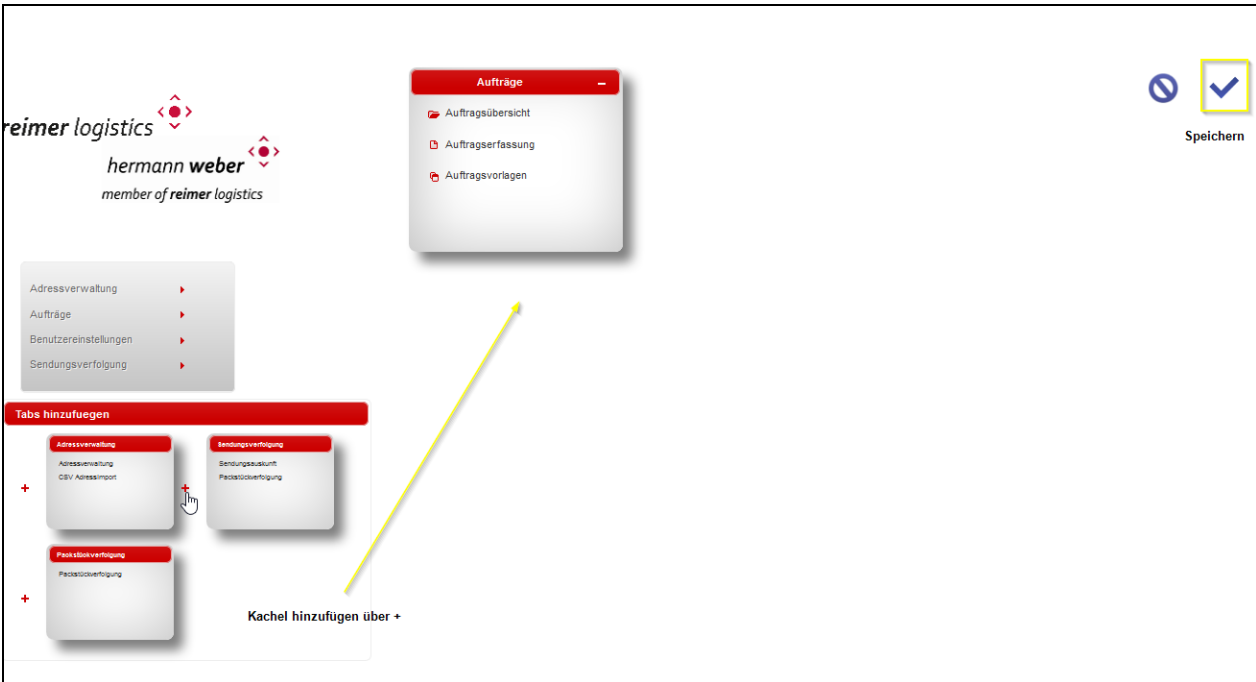 reimer logistics
hermann weber
member of reimer logistics
Aufträge
Auftragsübersicht
Auftragserfassung
Auftragsvorlagen
Speichern
Adressverwaltung
Aufträge
Benutzereinstellungen
Sendungsverfolgung
Tabs hinzufuegen
Adressverwaltung
Adressverwaltung
CSV Adressimport
Sendungsverfolgung
Sendungsauskunft
Packstückverfolgung
Packstückverfolgung
Packstückverfolgung
Kachel hinzufügen über +